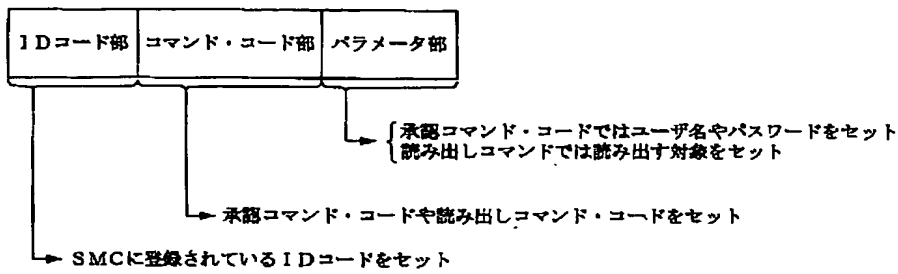 IDコード部 コマンド・コード部 パラメータ部
承認コマンド・コードではユーザ名やパスワードをセット
読み出しコマンドでは読み出す対象をセット
承認コマンド・コードや読み出しコマンド・コードをセット
SMCに登録されているIDコードをセット